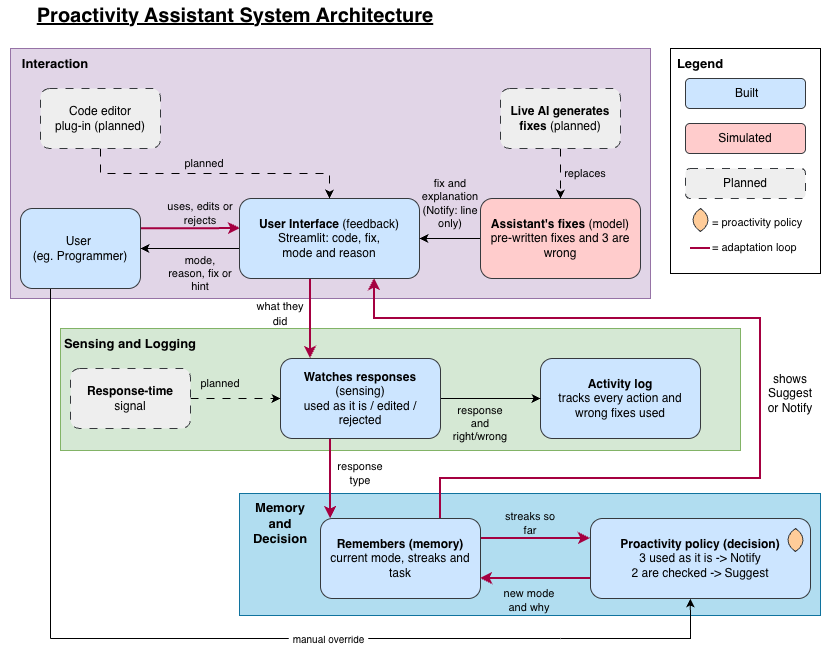 Proactivity Assistant System Architecture
Interaction
Code editor
plug-in (planned)
planned
Live AI generates
fixes (planned)
replaces
uses, edits or
rejects
User
(eg. Programmer)
mode,
reason, fix or
hint
User Interface (feedback)
Streamlit: code, fix,
mode and reason
fix and
explanation
(Notify: line
only)
Assistant's fixes (model)
pre-written fixes and 3 are
wrong
Legend
Built
Simulated
Planned
= proactivity policy
= adaptation loop
what they
did
Sensing and Logging
Response-time
signal
planned
Watches responses
(sensing)
used as it is / edited /
rejected
response
and
right/wrong
Activity log
tracks every action and
wrong fixes used
shows
Suggest
or Notify
response
type
Memory
and
Decision
Remembers (memory)
current mode, streaks and
task
streaks so
far
new mode
and why
Proactivity policy (decision)
3 used as it is -> Notify
2 are checked -> Suggest
manual override